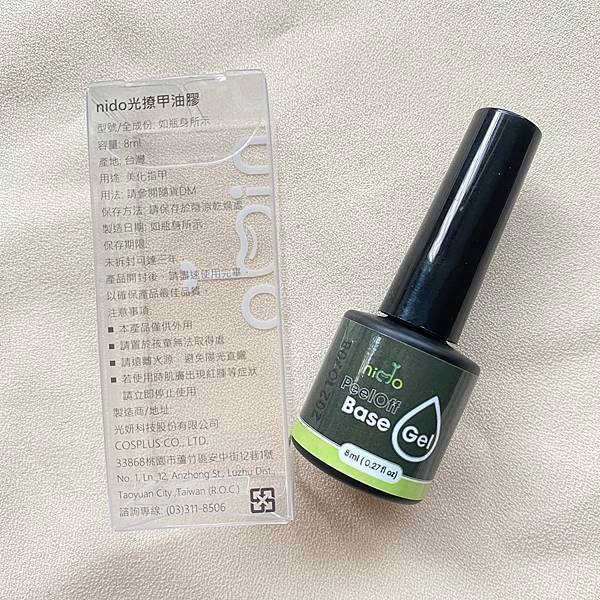 nido光撩甲油膠
型號/全成份: 如瓶身所示
容量: 8ml
產地: 台灣
用途: 美化指甲
用法: 請參閱隨貨DM
保存方法: 請保存於陰涼乾燥處
製造日期: 如瓶身所示
保存期限:
未拆封可達三年
產品開封後，請盡速使用完畢，
以確保產品最佳品質
注意事項:
■ 本產品僅供外用
■ 請置於孩童無法取得處
■ 請遠離火源，避免陽光直曬
■ 若使用時肌膚出現紅腫等症狀
請立即停止使用
製造商/地址:
光妍科技股份有限公司
COSPLUS CO., LTD.
33868桃園市蘆竹區安中街12巷1號
No. 1, Ln .12, Anzhong St., Luzhu Dist.,
Taoyuan City ,Taiwan (R.O.C.)
諮詢專線: (03)311-8506
nido
nido
PeelOff
Base Gel
8ml ( 0.27fl oz)
20210708